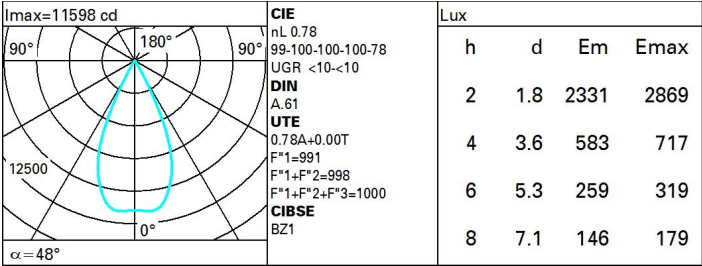 Imax=11598 cd
90° 180° 90°
12500
0°
α=48°
CIE
nL 0.78
99-100-100-100-78
UGR <10-<10
DIN
A.61
UTE
0.78A+0.00T
F"1=991
F"1+F"2=998
F"1+F"2+F"3=1000
CIBSE
BZ1
Lux
h d Em Emax
2 1.8 2331 2869
4 3.6 583 717
6 5.3 259 319
8 7.1 146 179